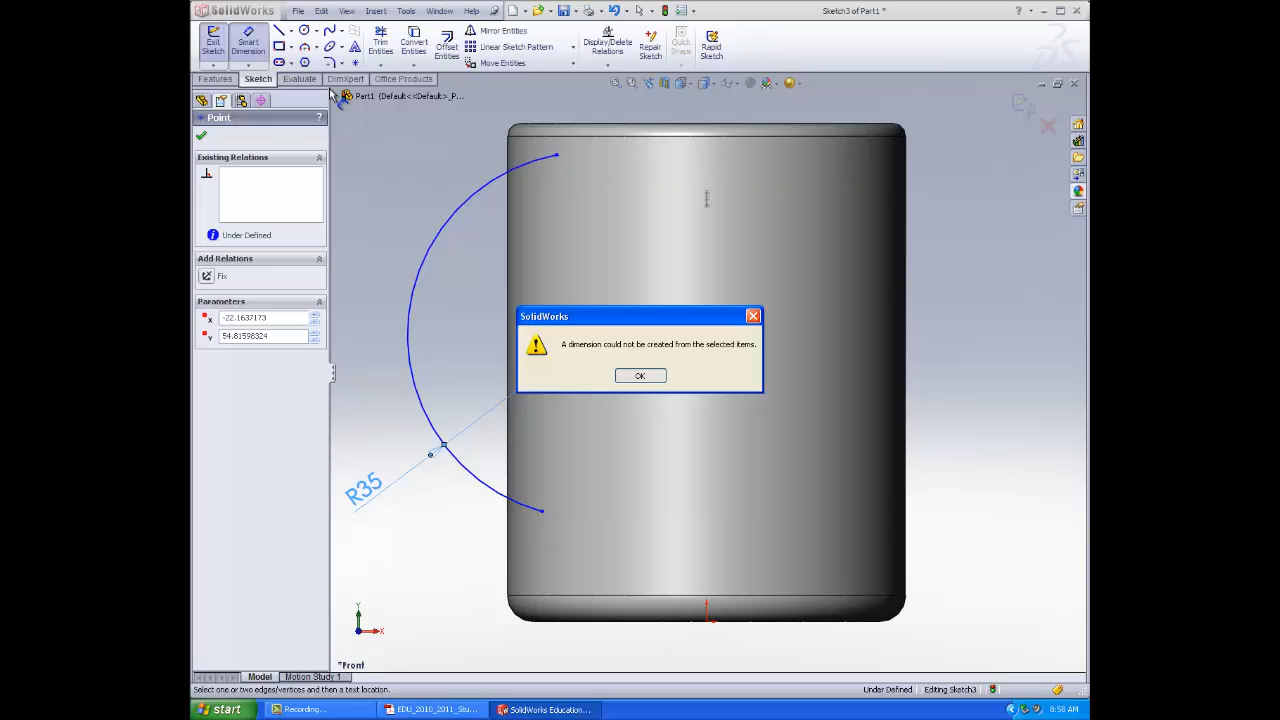 SolidWorks File Edit View Insert Tools Window Help Sketch3 of Part1 *
Exit Sketch Smart Dimension Trim Entities Convert Entities Offset Entities Mirror Entities Linear Sketch Pattern Move Entities Display/Delete Relations Repair Sketch Quick Snaps Rapid Sketch
Features Sketch Evaluate DimXpert Office Products
Part1 (Default<<Default>_P...
Point ?
Existing Relations
Under Defined
Add Relations
Fix
Parameters
X -22.1637173
Y 54.81598324
SolidWorks
A dimension could not be created from the selected items.
OK
R35
Y
X
*Front
Model Motion Study 1
Select one or two edges/vertices and then a text location. Under Defined Editing Sketch3
start Recording... EDU_2010_2011_Stu... SolidWorks Education... 8:58 AM